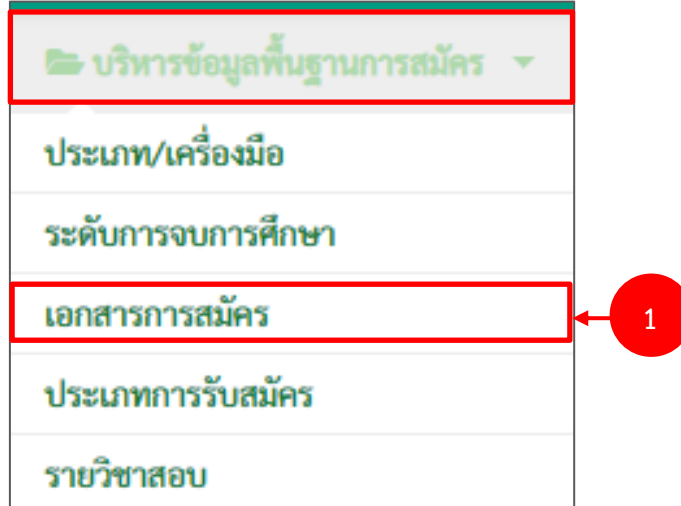 บริหารข้อมูลพื้นฐานการสมัคร
ประเภท/เครื่องมือ
ระดับการจบการศึกษา
เอกสารการสมัคร
1
ประเภทการรับสมัคร
รายวิชาสอบ